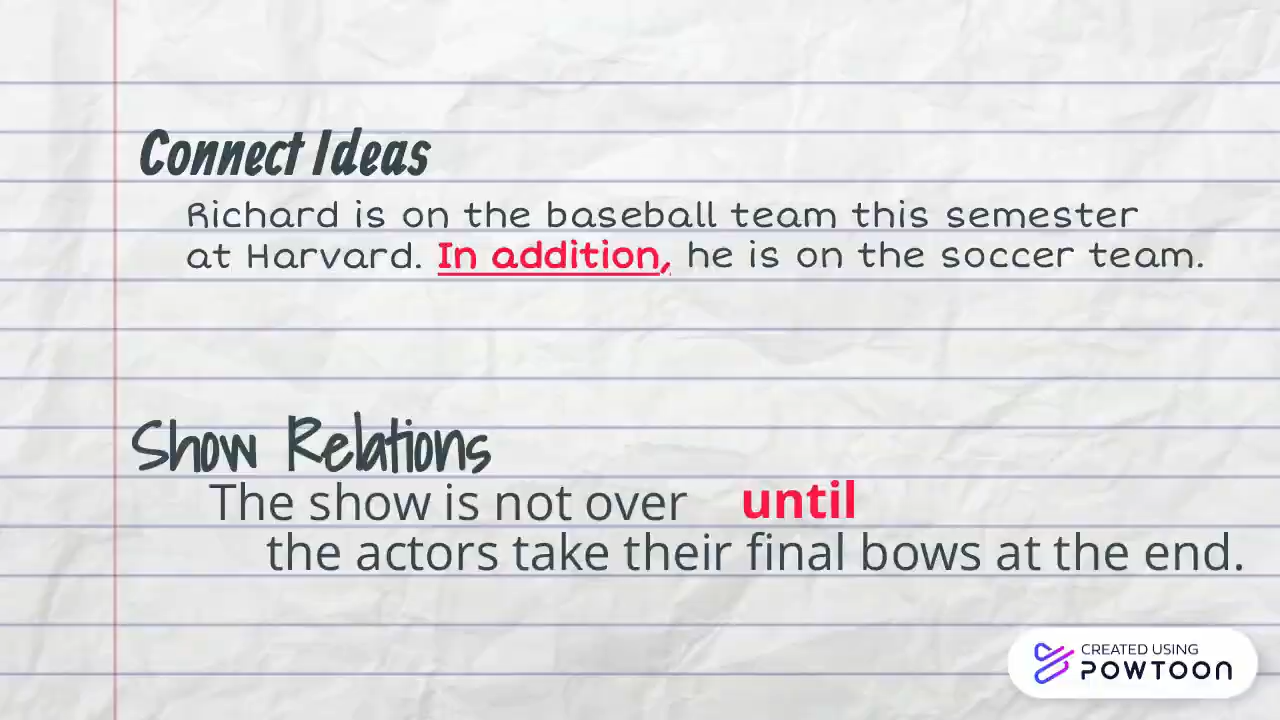 Connect Ideas
Richard is on the baseball team this semester
at Harvard. In addition, he is on the soccer team.
Show Relations
The show is not over until
the actors take their final bows at the end.
CREATED USING
POWTOON